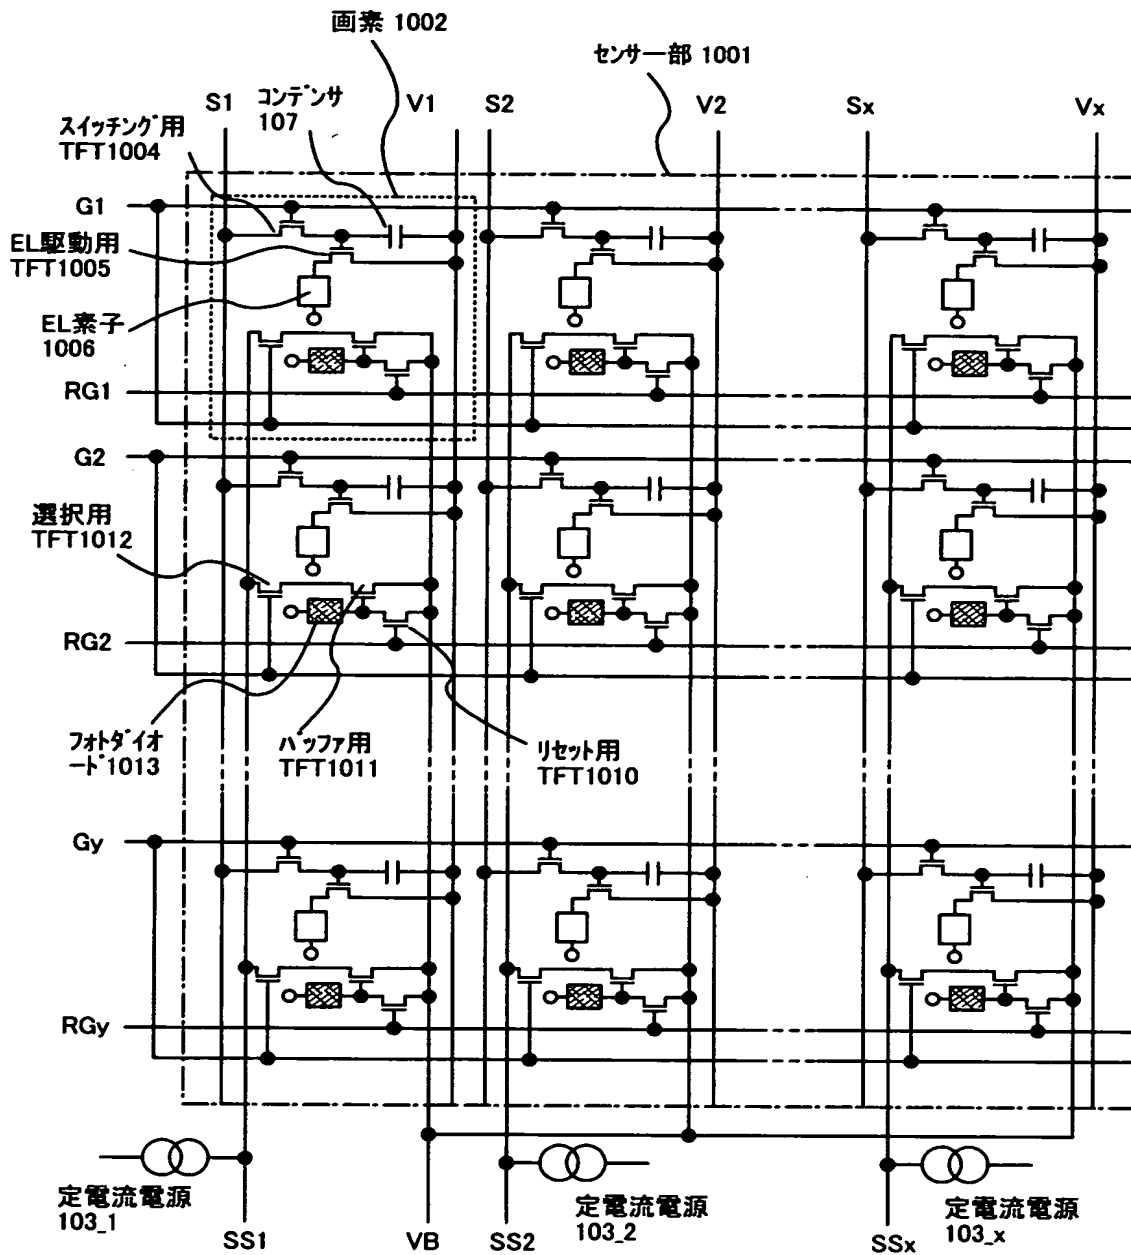 画素 1002
センサー部 1001
S1
コンデンサ
107
V1
S2
V2
Sx
Vx
スイッチング用
TFT1004
G1
EL駆動用
TFT1005
EL素子
1006
RG1
G2
選択用
TFT1012
RG2
フォトダイオ
ード1013
バッファ用
TFT1011
リセット用
TFT1010
Gy
RGy
定電流電源
103_1
SS1
VB
SS2
定電流電源
103_2
SSx
定電流電源
103_x